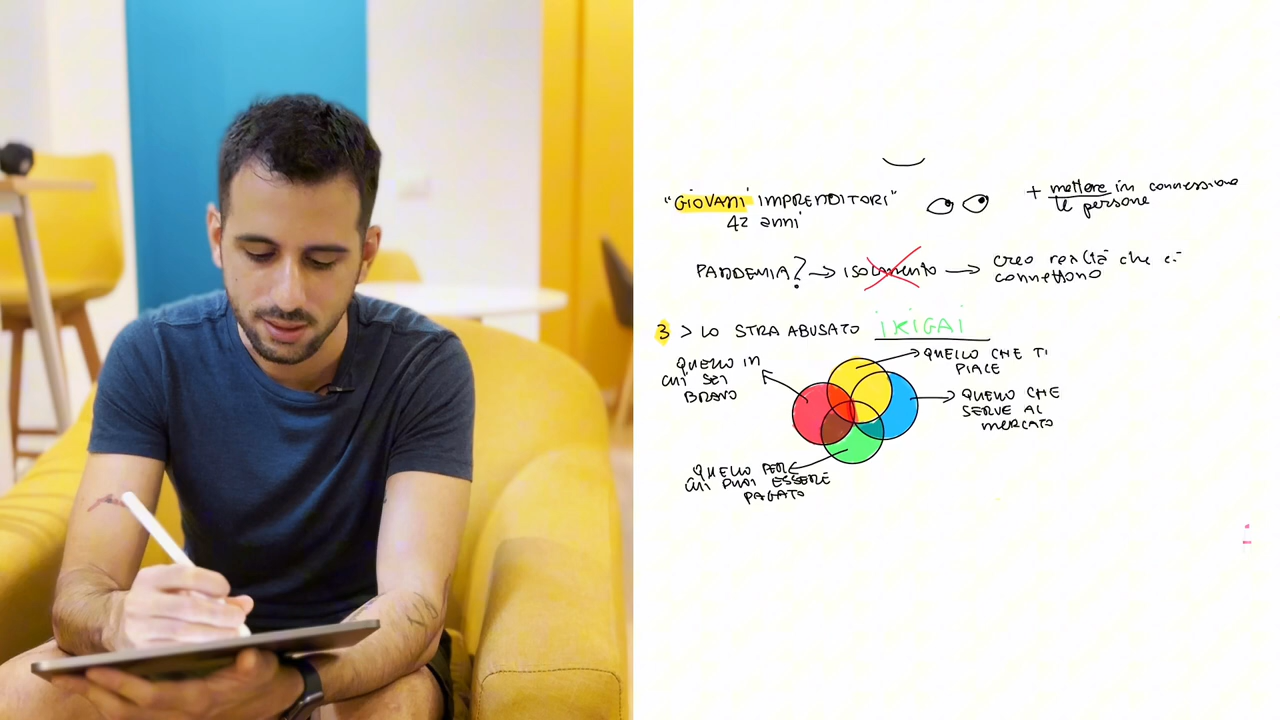 "GIOVANI IMPRENDITORI"
42 anni
+ mettere in connessione
le persone
PANDEMIA? → ISOLAMENTO →
creo realtà che ci
connettono
3 > LO STRA ABUSATO IKIGAI
QUELLO IN
CUI SEI
BRAVO
QUELLO CHE TI
PIACE
QUELLO CHE
SERVE AL
MERCATO
QUELLO PER
CUI PUOI ESSERE
PAGATO